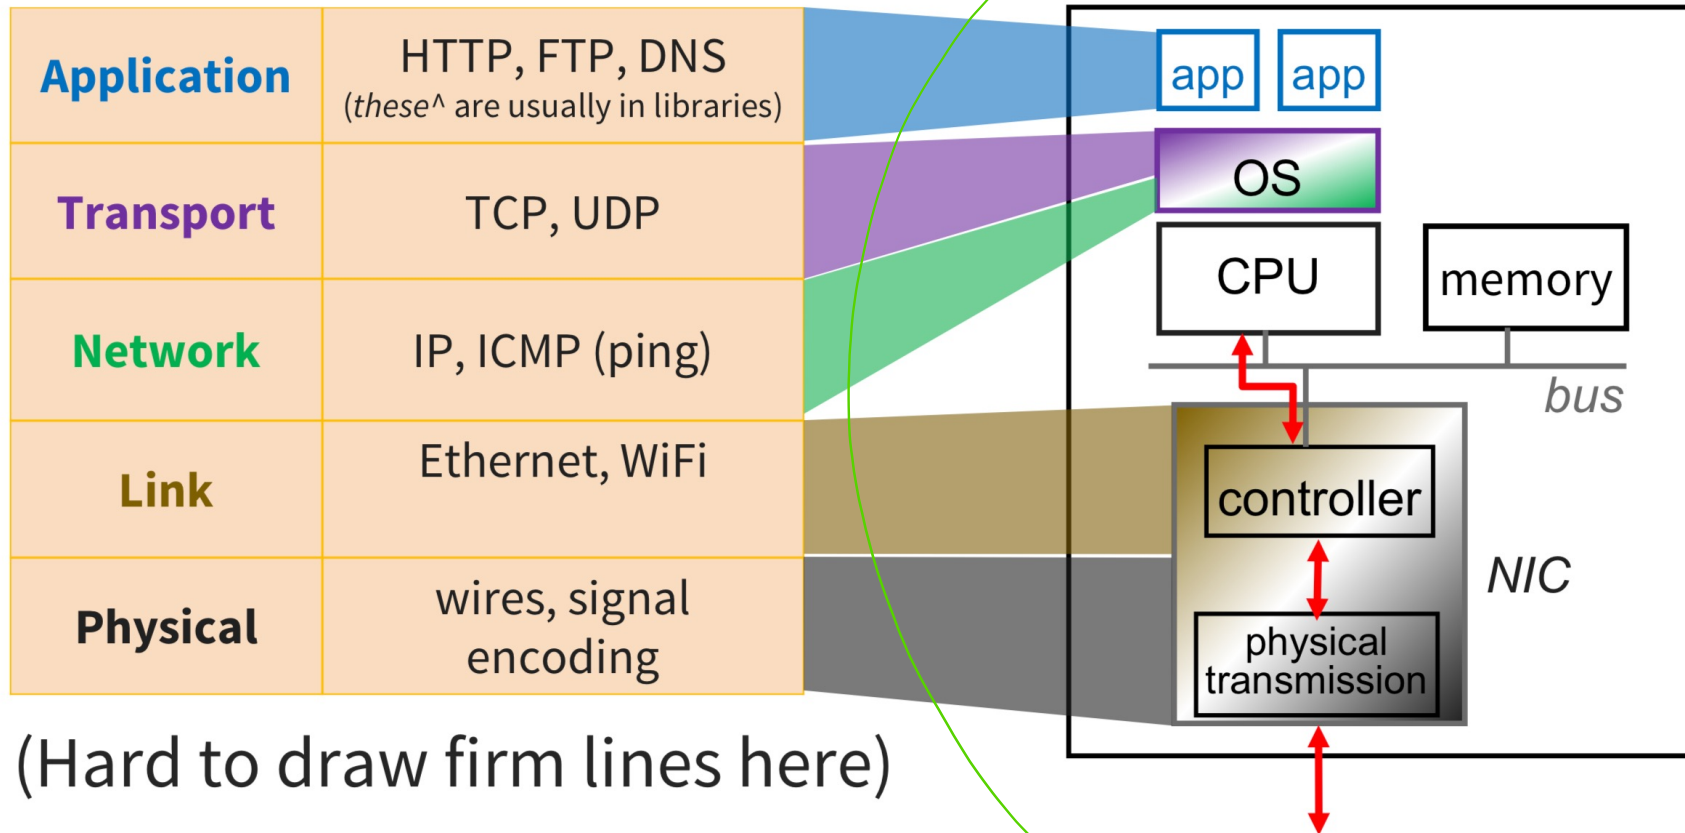 Application
HTTP, FTP, DNS
(these^ are usually in libraries)
Transport
TCP, UDP
Network
IP, ICMP (ping)
Link
Ethernet, WiFi
Physical
wires, signal
encoding
(Hard to draw firm lines here)
app
app
OS
CPU
memory
bus
controller
NIC
physical
transmission